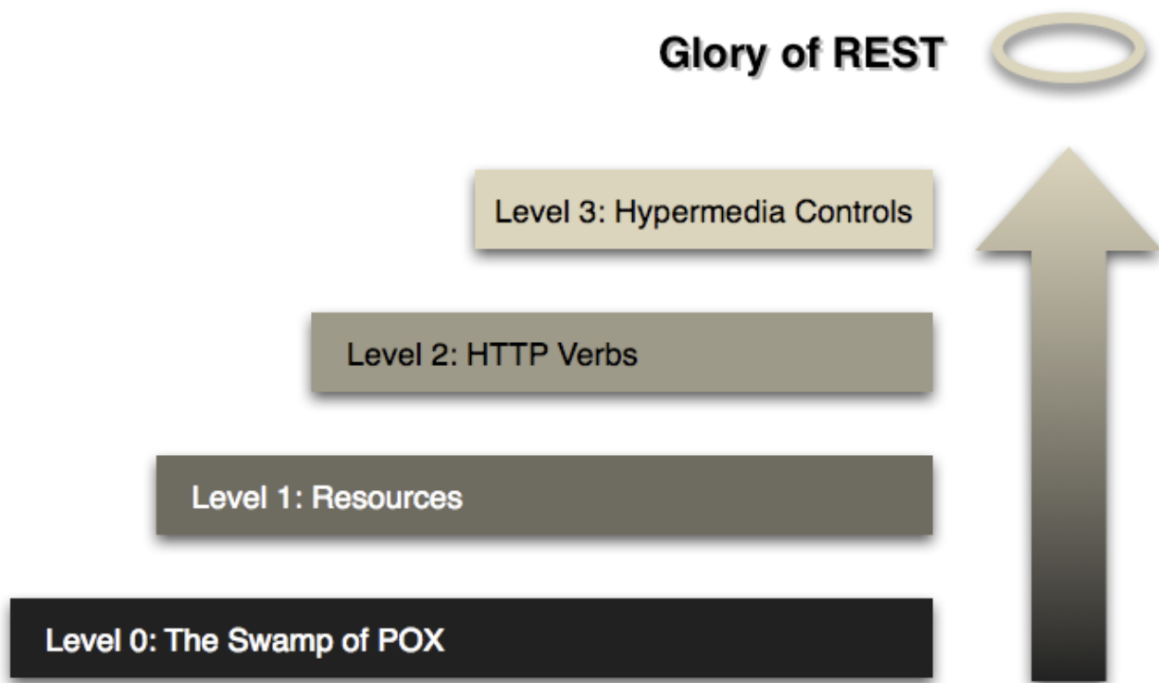 Glory of REST
Level 3: Hypermedia Controls
Level 2: HTTP Verbs
Level 1: Resources
Level 0: The Swamp of POX